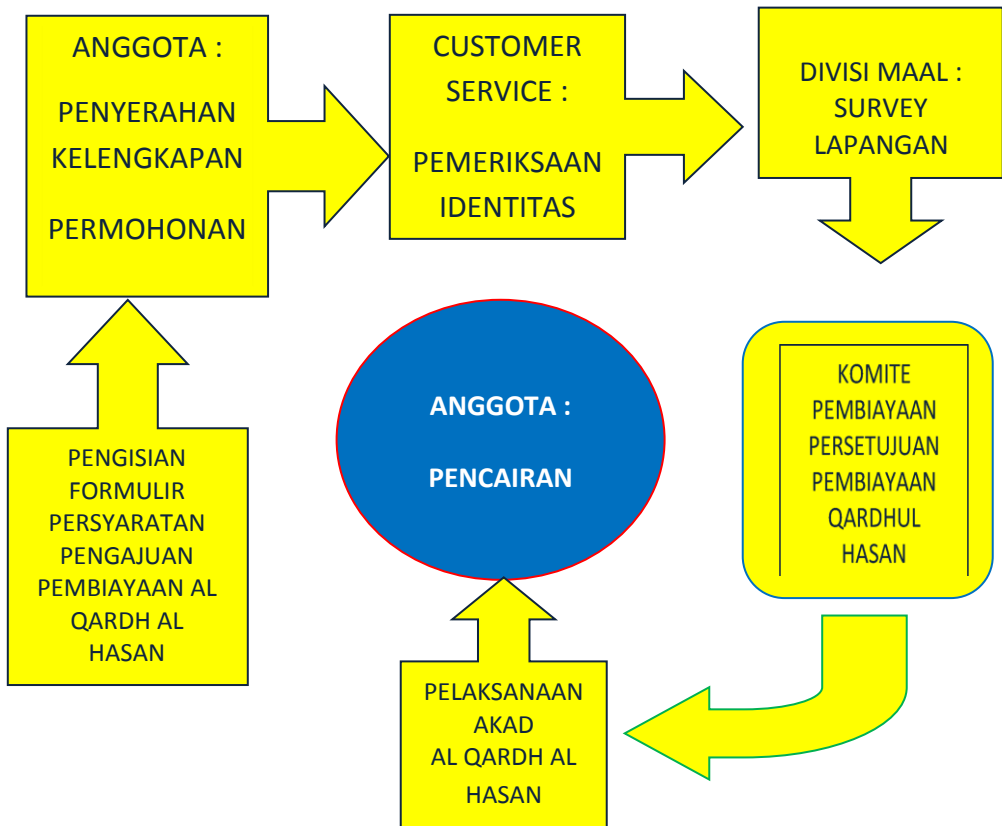 PENGISIAN
FORMULIR
PERSYARATAN
PENGAJUAN
PEMBIAYAAN AL
QARDH AL
HASAN
ANGGOTA :
PENYERAHAN
KELENGKAPAN
PERMOHONAN
CUSTOMER
SERVICE :
PEMERIKSAAN
IDENTITAS
DIVISI MAAL :
SURVEY
LAPANGAN
KOMITE
PEMBIAYAAN
PERSETUJUAN
PEMBIAYAAN
QARDHUL
HASAN
PELAKSANAAN
AKAD
AL QARDH AL
HASAN
ANGGOTA :
PENCAIRAN